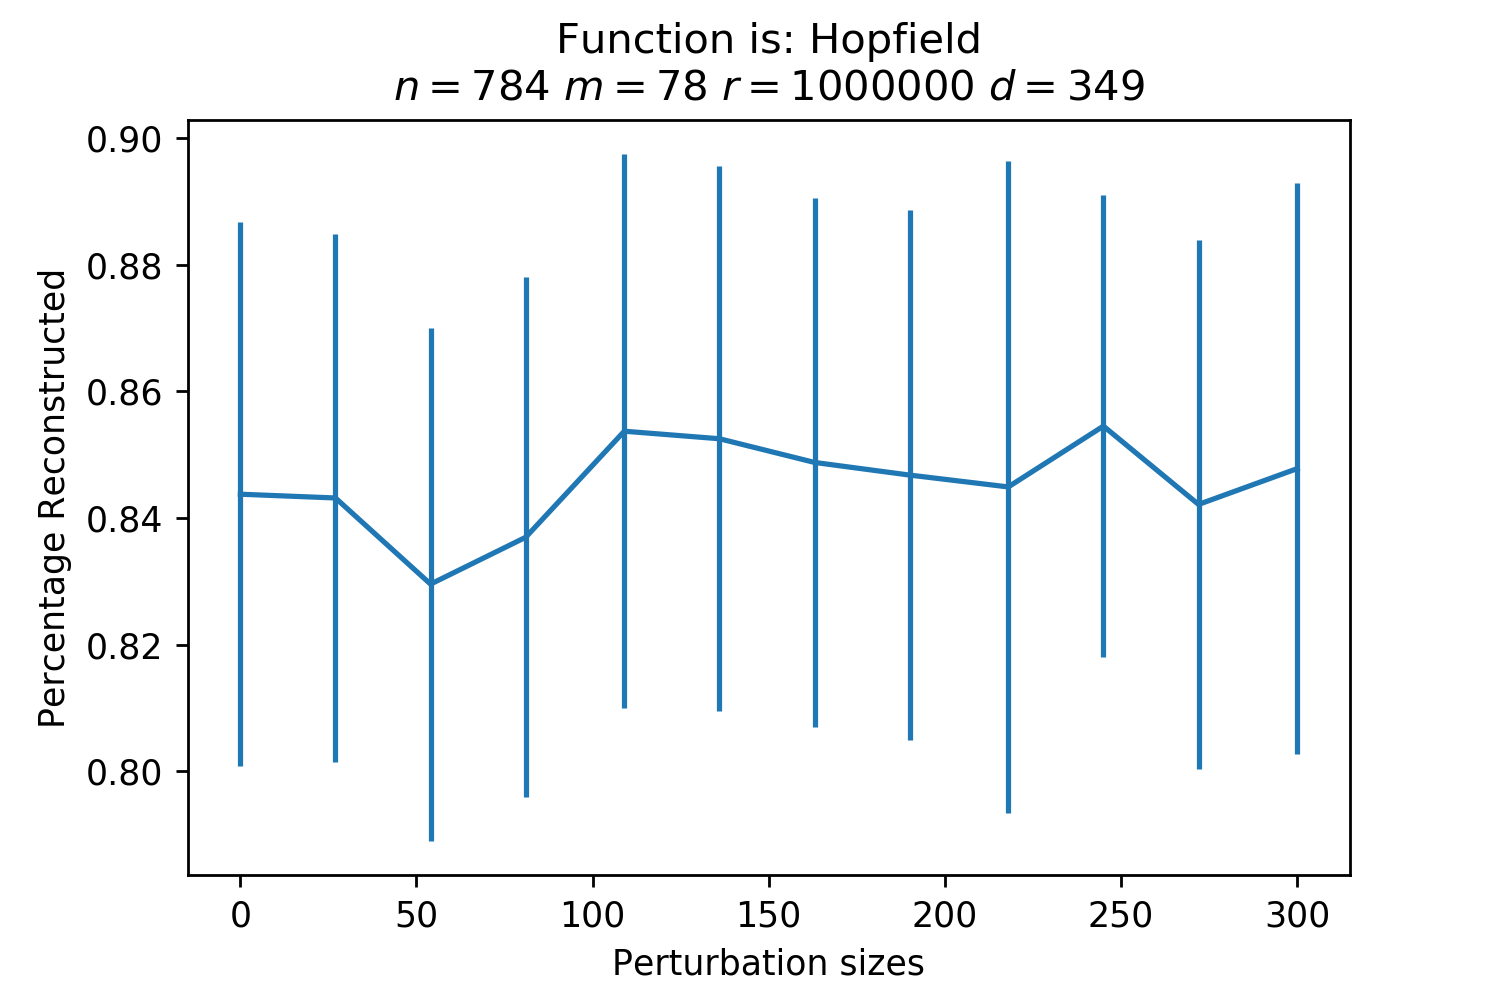 Function is: Hopfield
n = 784 m = 78 r = 1000000 d = 349
0.90
0.88
0.86
0.84
0.82
0.80
Percentage Reconstructed
0 50 100 150 200 250 300
Perturbation sizes